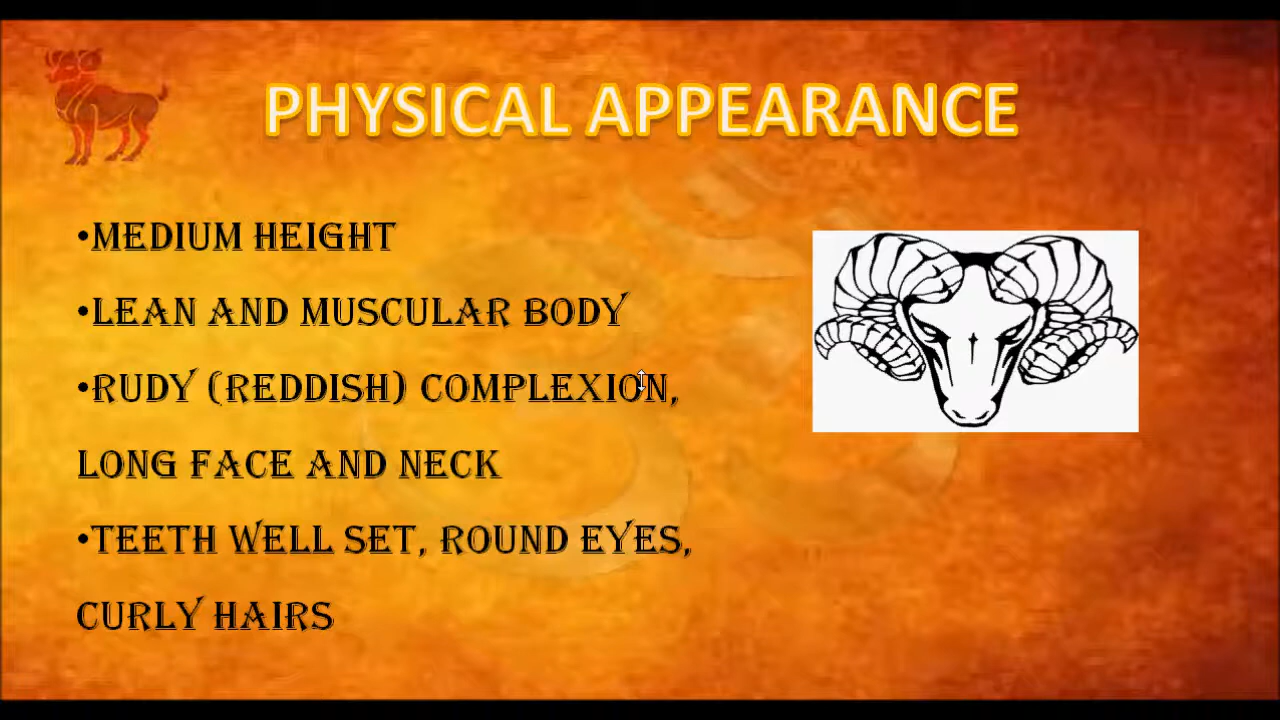 PHYSICAL APPEARANCE
•MEDIUM HEIGHT
•LEAN AND MUSCULAR BODY
•RUDY (REDDISH) COMPLEXION,
LONG FACE AND NECK
•TEETH WELL SET, ROUND EYES,
CURLY HAIRS